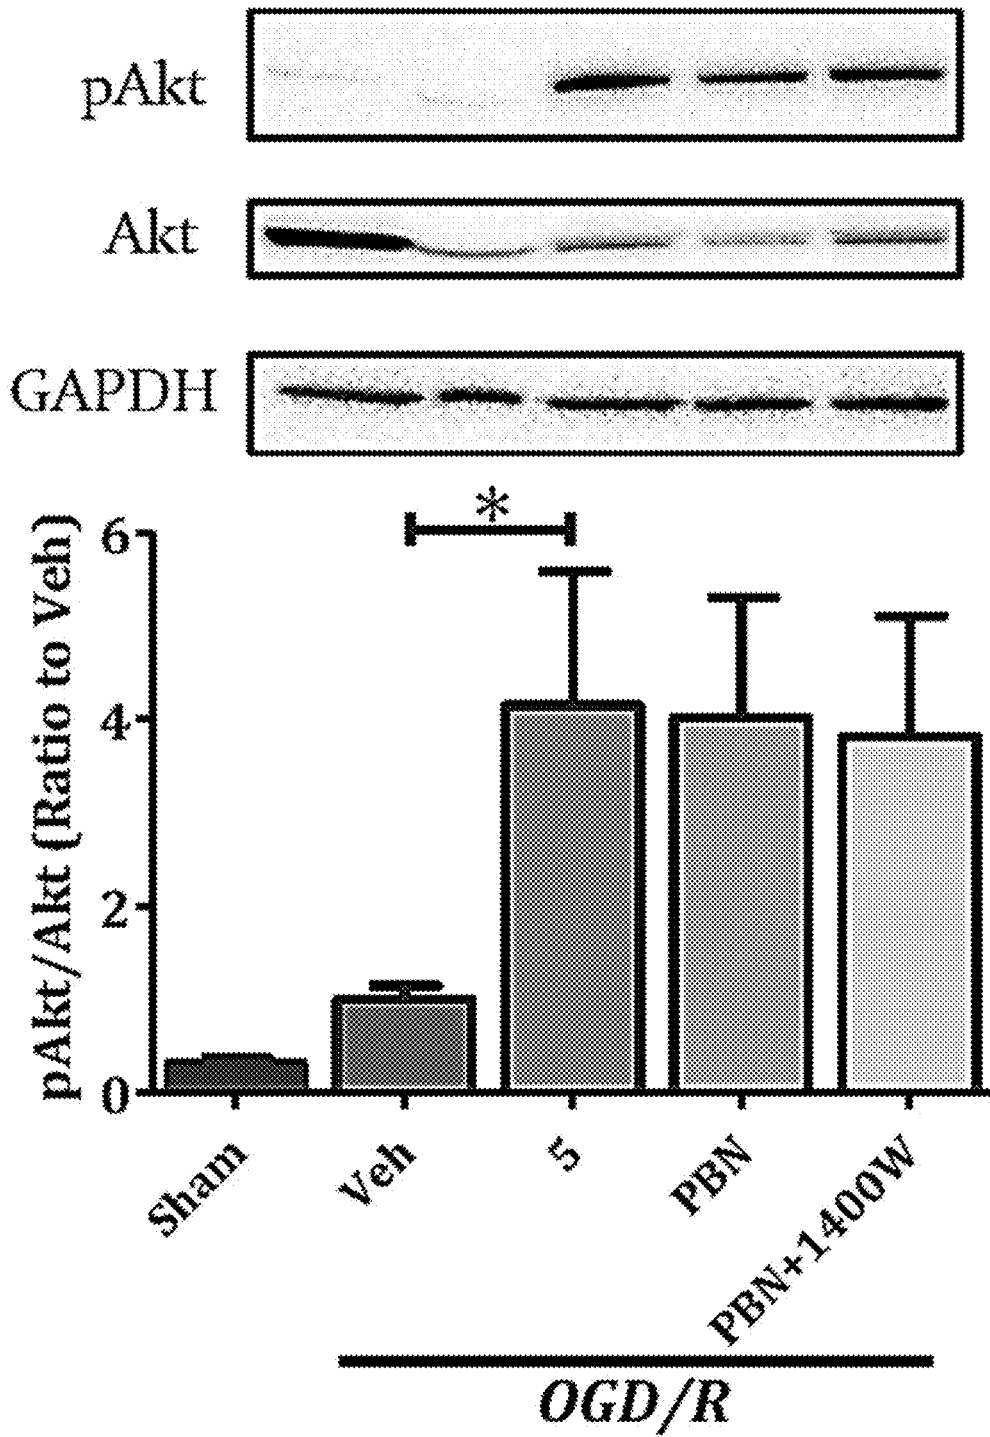 pAkt
Akt
GAPDH
*
pAkt/Akt (Ratio to Veh)
6
4
2
0
Sham
Veh
5
PBN
PBN+1400W
OGD/R